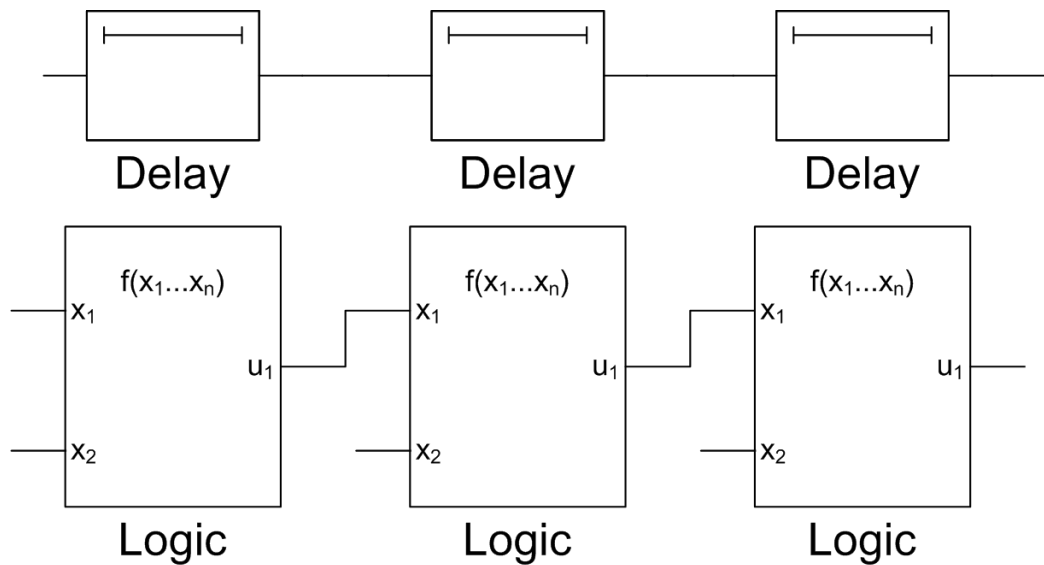 Delay Delay Delay
f(x₁...xₙ) f(x₁...xₙ) f(x₁...xₙ)
x₁ x₁ x₁
u₁ u₁ u₁
x₂ x₂ x₂
Logic Logic Logic